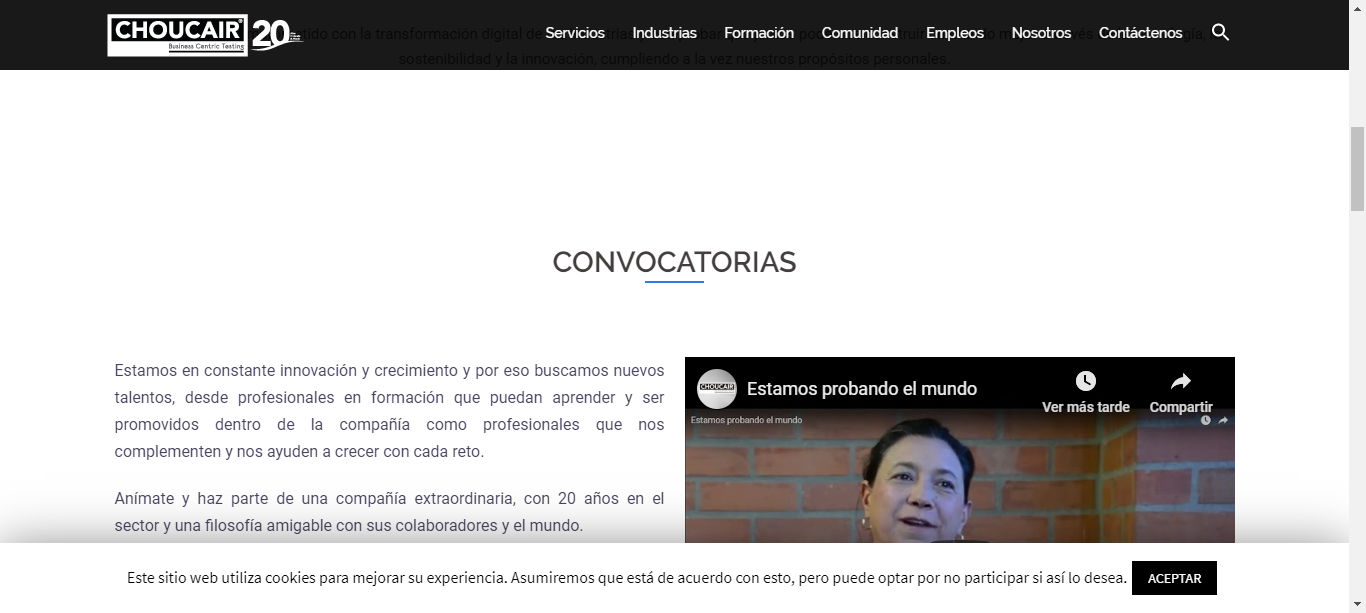 CHOUCAIR
Business Centric Testing
20
Servicios
Industrias
Formación
Comunidad
Empleos
Nosotros
Contáctenos
con la transformación digital de
sostenibilidad y la innovación, cumpliendo a la vez nuestros propósitos personales.
CONVOCATORIAS
Estamos en constante innovación y crecimiento y por eso buscamos nuevos
talentos, desde profesionales en formación que puedan aprender y ser
promovidos dentro de la compañía como profesionales que nos
complementen y nos ayuden a crecer con cada reto.
Anímate y haz parte de una compañía extraordinaria, con 20 años en el
sector y una filosofía amigable con sus colaboradores y el mundo.
CHOUCAIR
Estamos probando el mundo
Ver más tarde
Compartir
Estamos probando el mundo
Este sitio web utiliza cookies para mejorar su experiencia. Asumiremos que está de acuerdo con esto, pero puede optar por no participar si así lo desea.
ACEPTAR